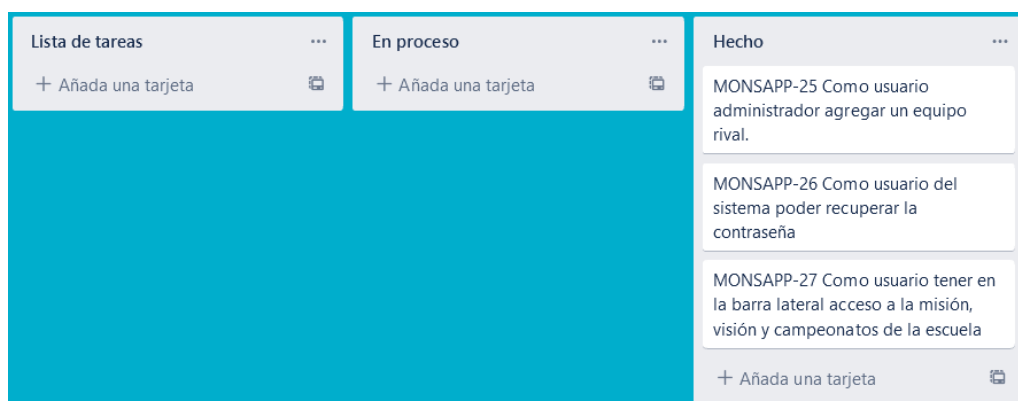 Lista de tareas
Añada una tarjeta
En proceso
Añada una tarjeta
Hecho
MONSAPP-25 Como usuario
administrador agregar un equipo
rival.
MONSAPP-26 Como usuario del
sistema poder recuperar la
contraseña
MONSAPP-27 Como usuario tener en
la barra lateral acceso a la misión,
visión y campeonatos de la escuela
Añada una tarjeta